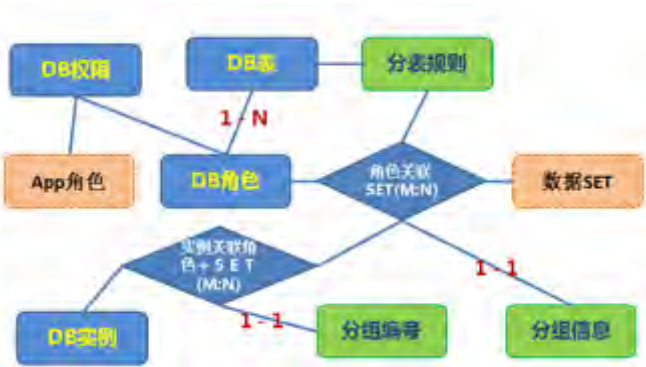 DB权限
DB表
分表规则
1 - N
App角色
DB角色
角色关联
SET(M:N)
数据SET
实例关联角
色+ S E T
(M:N)
1 - 1
DB实例
1 - 1
分组编号
分组信息